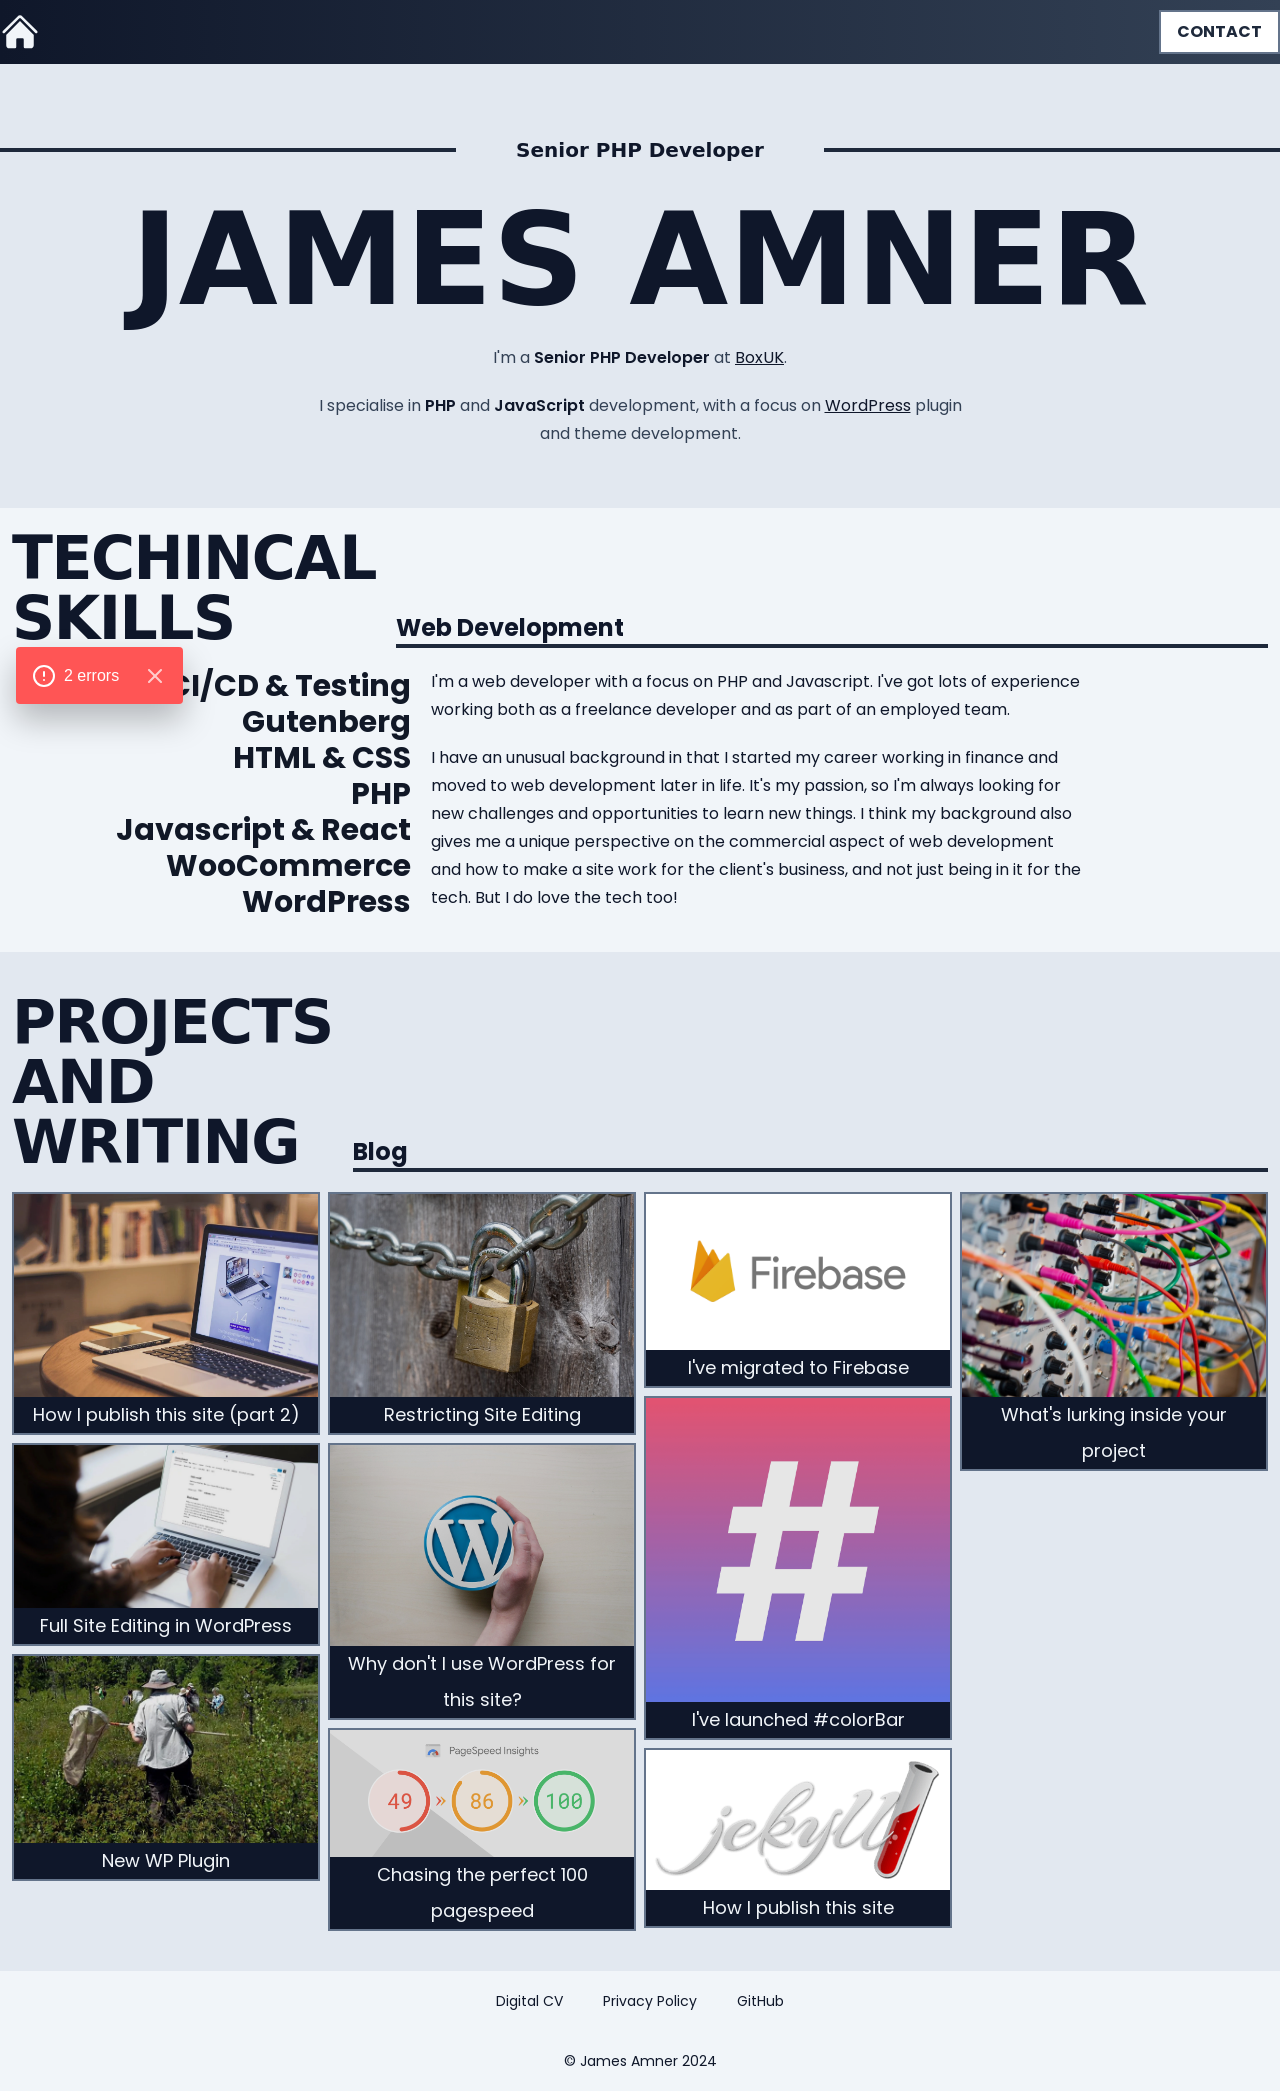 CONTACT
Senior PHP Developer
JAMES AMNER
I'm a Senior PHP Developer at BoxUK.
I specialise in PHP and JavaScript development, with a focus on WordPress plugin
and theme development.
TECHINCAL
SKILLS
Web Development
2 errors
CI/CD & Testing
Gutenberg
HTML & CSS
PHP
Javascript & React
WooCommerce
WordPress
I'm a web developer with a focus on PHP and Javascript. I've got lots of experience
working both as a freelance developer and as part of an employed team.
I have an unusual background in that I started my career working in finance and
moved to web development later in life. It's my passion, so I'm always looking for
new challenges and opportunities to learn new things. I think my background also
gives me a unique perspective on the commercial aspect of web development
and how to make a site work for the client's business, and not just being in it for the
tech. But I do love the tech too!
PROJECTS
AND
WRITING
Blog
How I publish this site (part 2)
Full Site Editing in WordPress
New WP Plugin
Restricting Site Editing
Why don't I use WordPress for
this site?
PageSpeed Insights
49 » 86 » 100
Chasing the perfect 100
pagespeed
Firebase
I've migrated to Firebase
#
I've launched #colorBar
jekyll
How I publish this site
What's lurking inside your
project
Digital CV
Privacy Policy
GitHub
© James Amner 2024